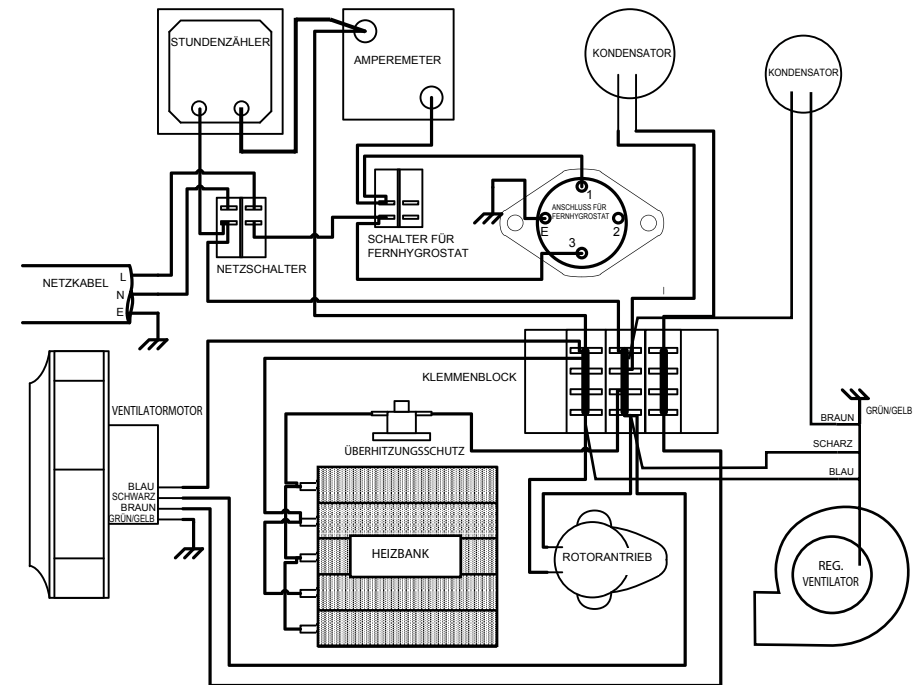 STUNDENZÄHLER
AMPEREMETER
KONDENSATOR
KONDENSATOR
1
ANSCHLUSS FÜR
FERNHYGROSTAT
E
2
3
SCHALTER FÜR
FERNHYGROSTAT
NETZSCHALTER
NETZKABEL
L
N
E
KLEMMENBLOCK
VENTILATORMOTOR
GRÜN/GELB
BRAUN
SCHARZ
BLAU
ÜBERHITZUNGSSCHUTZ
BLAU
SCHWARZ
BRAUN
GRÜN/GELB
HEIZBANK
ROTORANTRIEB
REG.
VENTILATOR